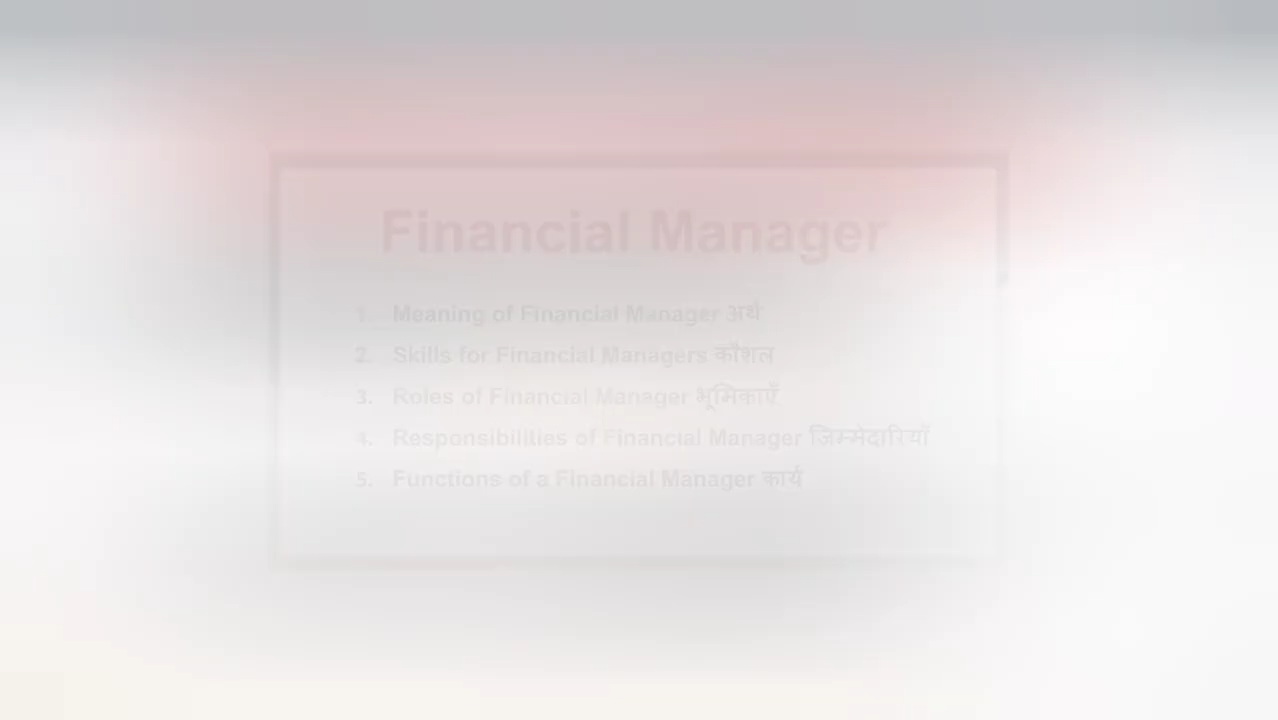 Financial Manager
1. Meaning of Financial Manager अर्थ
2. Skills for Financial Managers कौशल
3. Roles of Financial Manager भूमिकाएँ
4. Responsibilities of Financial Manager जिम्मेदारियाँ
5. Functions of a Financial Manager कार्य